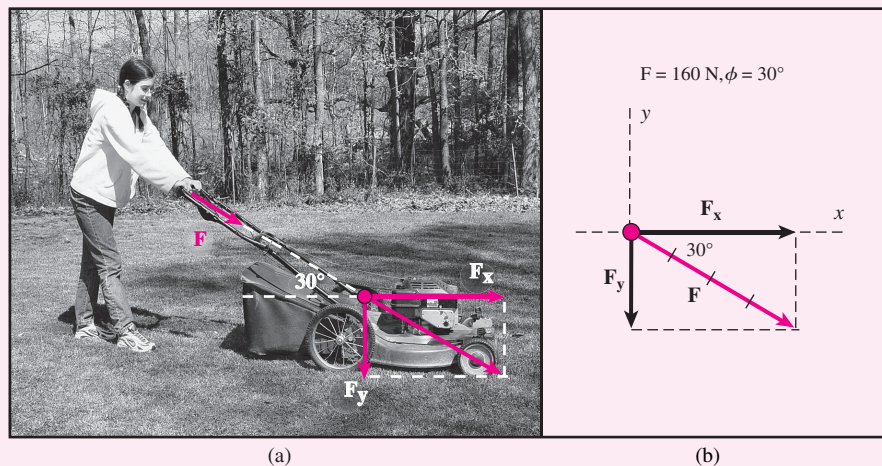 F
30°
Fx
Fy
(a)
F = 160 N, ϕ = 30°
y
Fx
x
30°
Fy
F
(b)